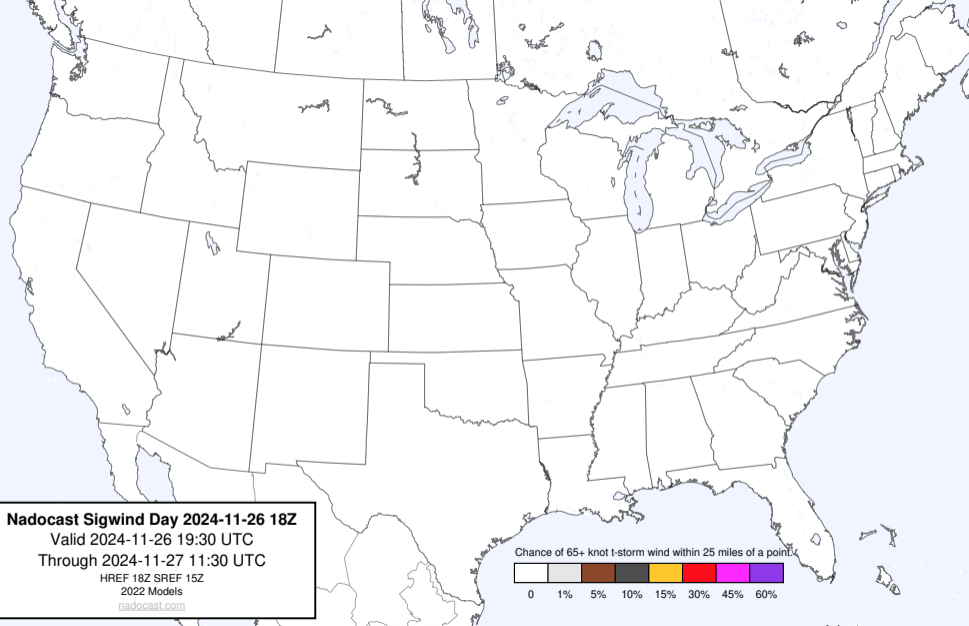 Nadocast Sigwind Day 2024-11-26 18Z
Valid 2024-11-26 19:30 UTC
Through 2024-11-27 11:30 UTC
HREF 18Z SREF 15Z
2022 Models
nadocast.com
Chance of 65+ knot t-storm wind within 25 miles of a point.
0 1% 5% 10% 15% 30% 45% 60%